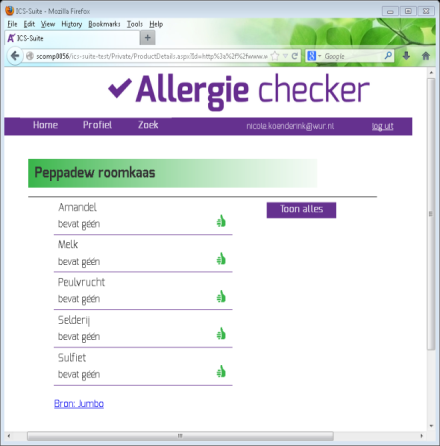 ICS-Suite - Mozilla Firefox
File Edit View History Bookmarks Tools Help
ICS-Suite
scomp0856/ics-suite-test/Private/ProductDetails.aspx?Id=http%3a%2f%2fwww.w
Google
Allergie checker
Home Profiel Zoek nicole.koenderink@wur.nl log uit
Peppadew roomkaas
Amandel
bevat géén
Toon alles
Melk
bevat géén
Peulvrucht
bevat géén
Selderij
bevat géén
Sulfiet
bevat géén
Bron: Jumbo